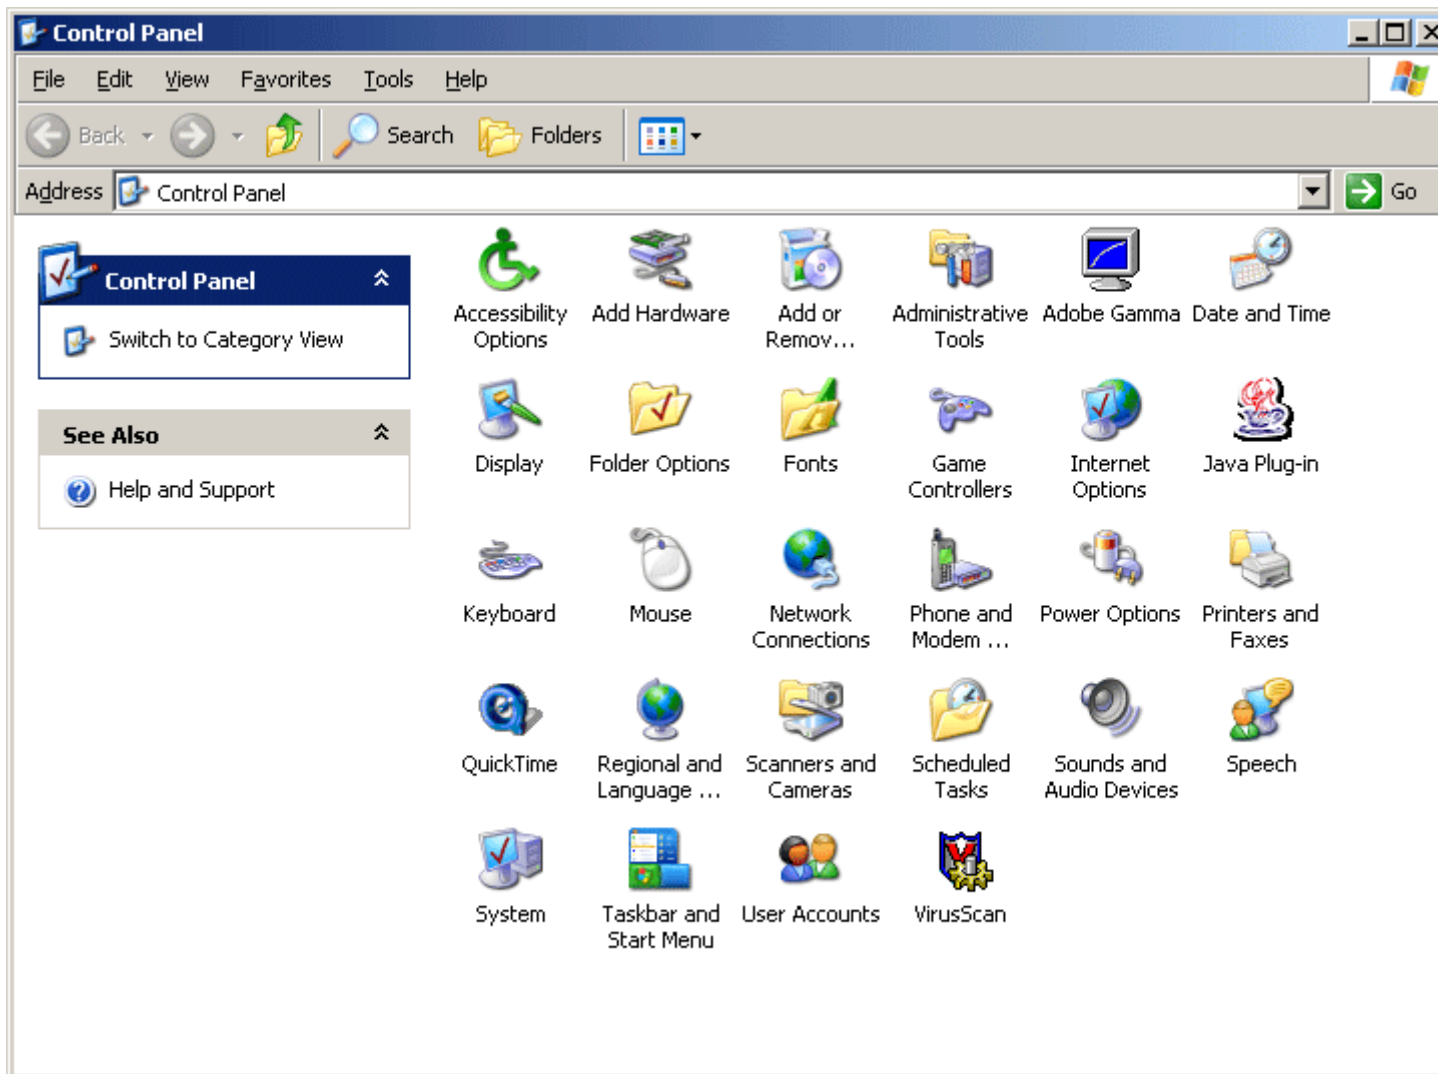 Control Panel
File Edit View Favorites Tools Help
Back Search Folders
Address Control Panel Go
Control Panel
Switch to Category View
See Also
Help and Support
Accessibility Options
Add Hardware
Add or Remov...
Administrative Tools
Adobe Gamma
Date and Time
Display
Folder Options
Fonts
Game Controllers
Internet Options
Java Plug-in
Keyboard
Mouse
Network Connections
Phone and Modem ...
Power Options
Printers and Faxes
QuickTime
Regional and Language ...
Scanners and Cameras
Scheduled Tasks
Sounds and Audio Devices
Speech
System
Taskbar and Start Menu
User Accounts
VirusScan